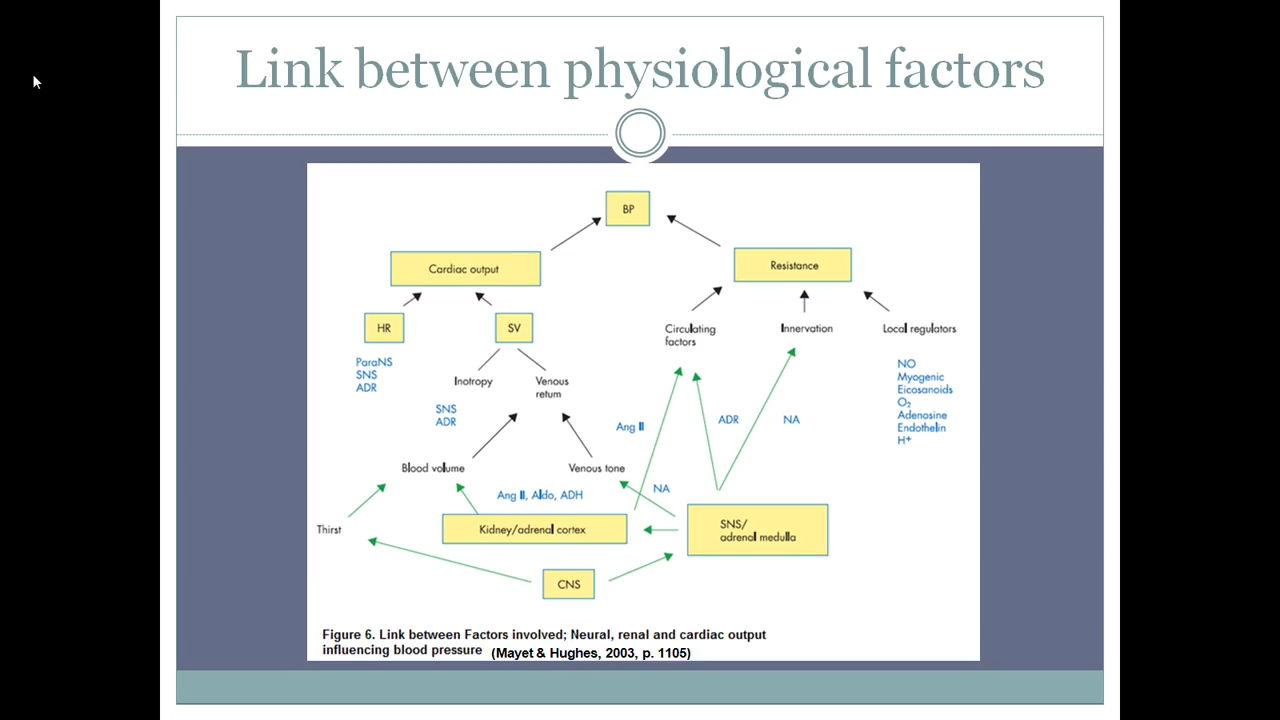 Link between physiological factors
BP
Cardiac output
Resistance
HR
SV
Circulating
factors
Innervation
Local regulators
ParaNS
SNS
ADR
Inotropy
Venous
return
NO
Myogenic
Eicosanoids
O₂
Adenosine
Endothelin
H⁺
SNS
ADR
Ang II
ADR
NA
Blood volume
Venous tone
Ang II, Aldo, ADH
NA
Thirst
Kidney/adrenal cortex
SNS/
adrenal medulla
CNS
Figure 6. Link between Factors involved; Neural, renal and cardiac output
influencing blood pressure (Mayet & Hughes, 2003, p. 1105)